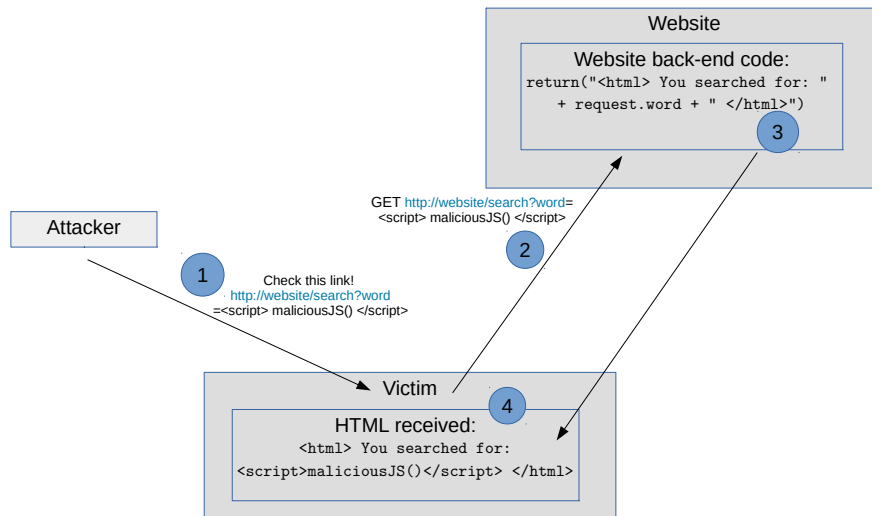 Website
Website back-end code:
return("<html> You searched for: "
+ request.word + " </html>")
3
GET http://website/search?word=
<script> maliciousJS() </script>
2
Attacker
1
Check this link!
http://website/search?word
=<script> maliciousJS() </script>
Victim
4
HTML received:
<html> You searched for:
<script>maliciousJS()</script> </html>